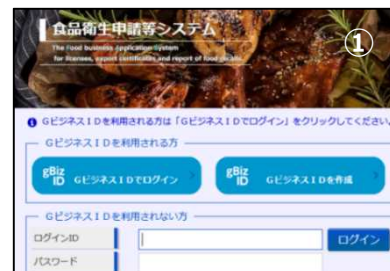 食品衛生申請等システム
①
The food business application system
for licenses, export certificates and report of food recalls
GビジネスIDを利用される方は「GビジネスIDでログイン」をクリックしてください。
GビジネスIDを利用される方
gBiz ID GビジネスIDでログイン
gBiz ID GビジネスIDを作成
GビジネスIDを利用されない方
ログインID
ログイン
パスワード